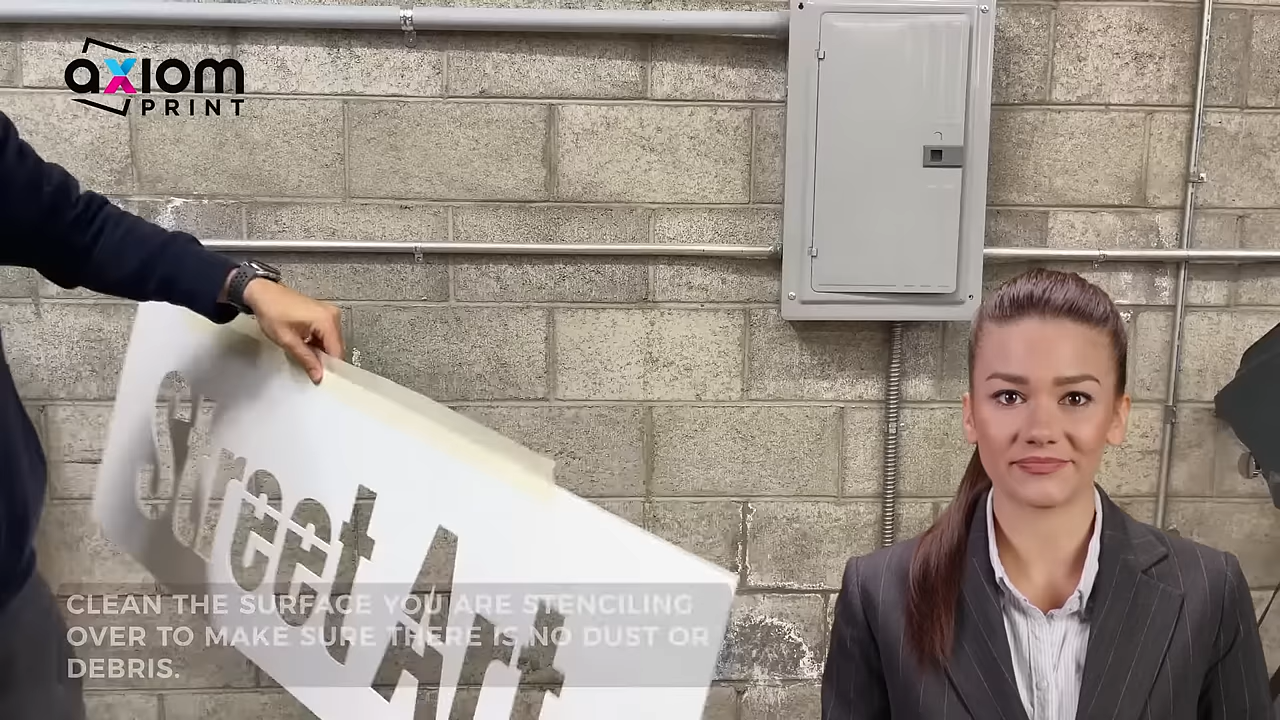 axiom
PRINT
Street Art
CLEAN THE SURFACE YOU ARE STENCILING
OVER TO MAKE SURE THERE IS NO DUST OR
DEBRIS.